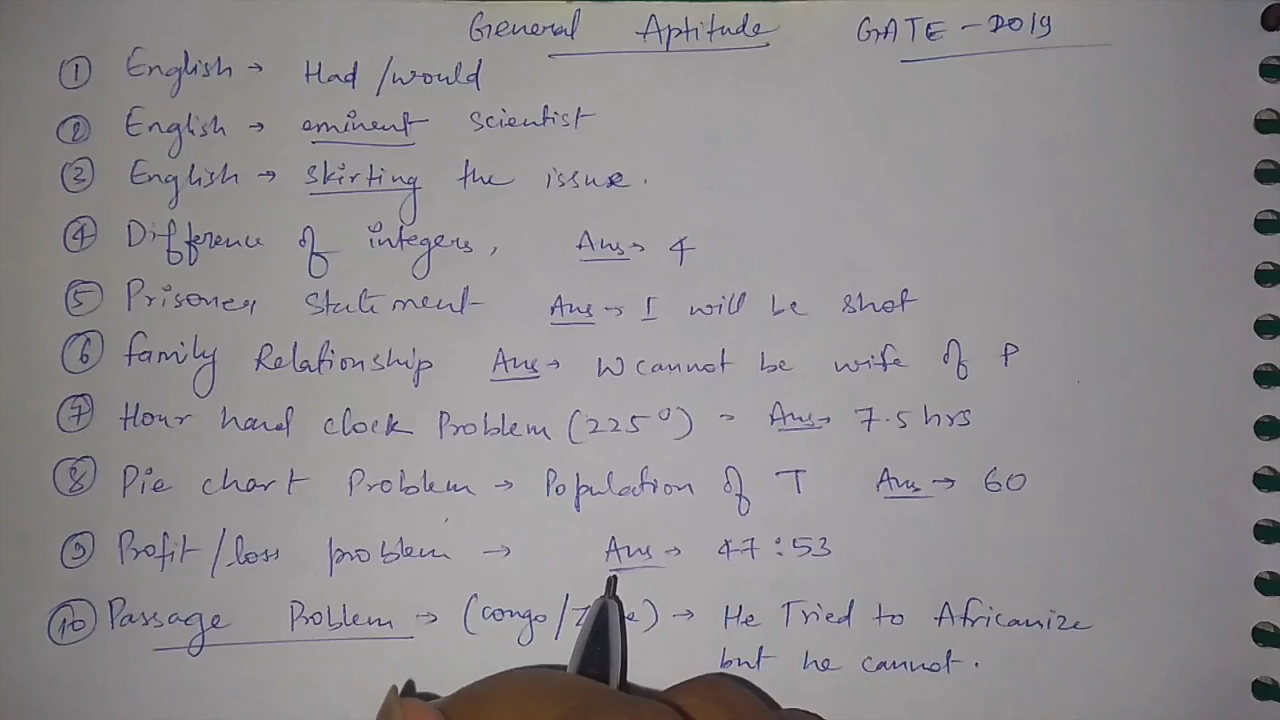 General Aptitude GATE-2019
① English → Had/would
② English → eminent scientist
③ English → skirting the issue.
④ Difference of integers, Ans→ 4
⑤ Prisoner Statement Ans→ I will be shot
⑥ Family Relationship Ans→ W cannot be wife of P
⑦ Hour hand clock Problem (225°) - Ans→ 7.5 hrs
⑧ Pie chart Problem → Population of T Ans→ 60
⑨ Profit/loss problem → Ans→ 47:53
⑩ Passage Problem → (congo/ ) → He Tried to Africanize
but he cannot.